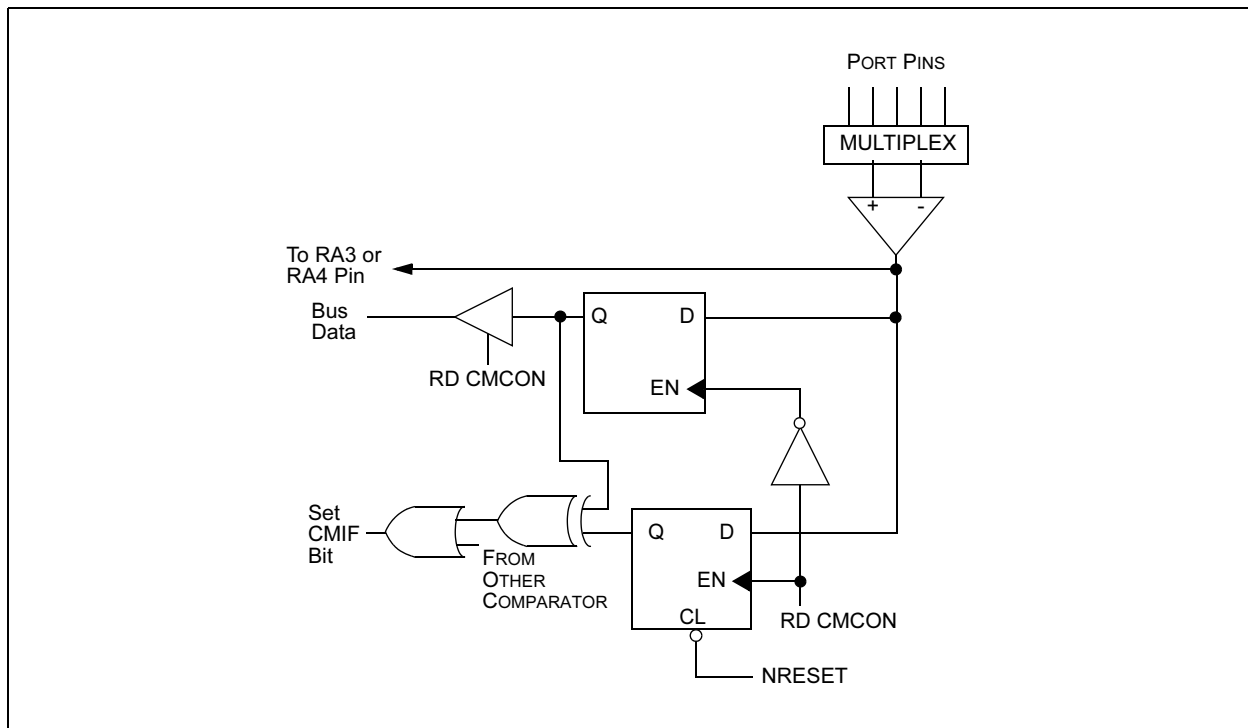 PORT PINS
MULTIPLEX
+ -
To RA3 or
RA4 Pin
Bus
Data
Q D
RD CMCON
EN
Set
CMIF
Bit
FROM
OTHER
COMPARATOR
Q D
EN
CL
RD CMCON
NRESET